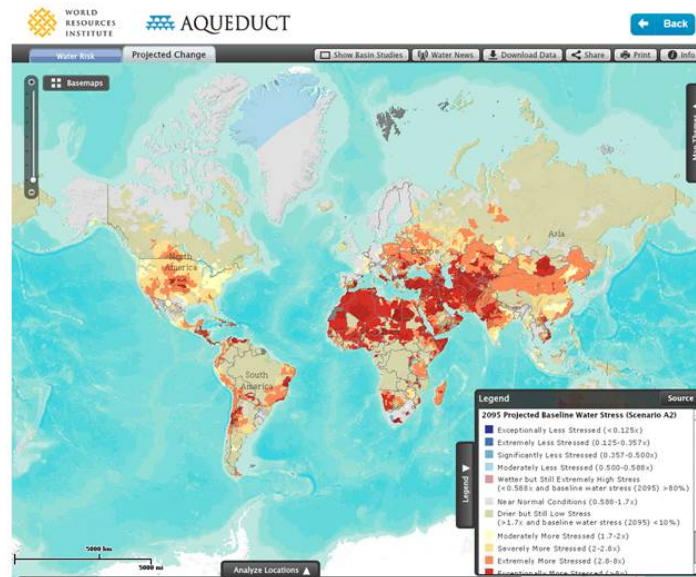 WORLD
RESOURCES
INSTITUTE
AQUEDUCT
Back
Water Risk
Projected Change
Show Basin Studies
Water News
Download Data
Share
Print
Info
Basemaps
North
America
Europe
Asia
South
America
Legend
Source
2095 Projected Baseline Water Stress (Scenario A2)
Exceptionally Less Stressed (<0.125x)
Extremely Less Stressed (0.125-0.357x)
Significantly Less Stressed (0.357-0.500x)
Moderately Less Stressed (0.500-0.588x)
Wetter but Still Extremely High Stress
(<0.588x and baseline water stress (2095) >80%)
Near Normal Conditions (0.588-1.7x)
Drier but Still Low Stress
(>1.7x and baseline water stress (2095) <10%)
Moderately More Stressed (1.7-2x)
Severely More Stressed (2-2.8x)
Extremely More Stressed (2.8-8x)
Exceptionally More Stressed (>8x)
Legend
5000 km
5000 mi
Analyze Locations